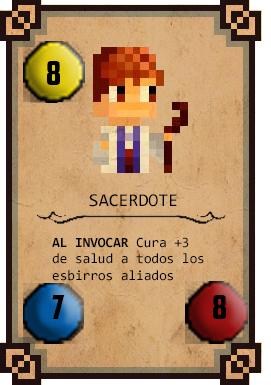 8
SACERDOTE
AL INVOCAR Cura +3
de salud a todos los
esbirros aliados
7 8